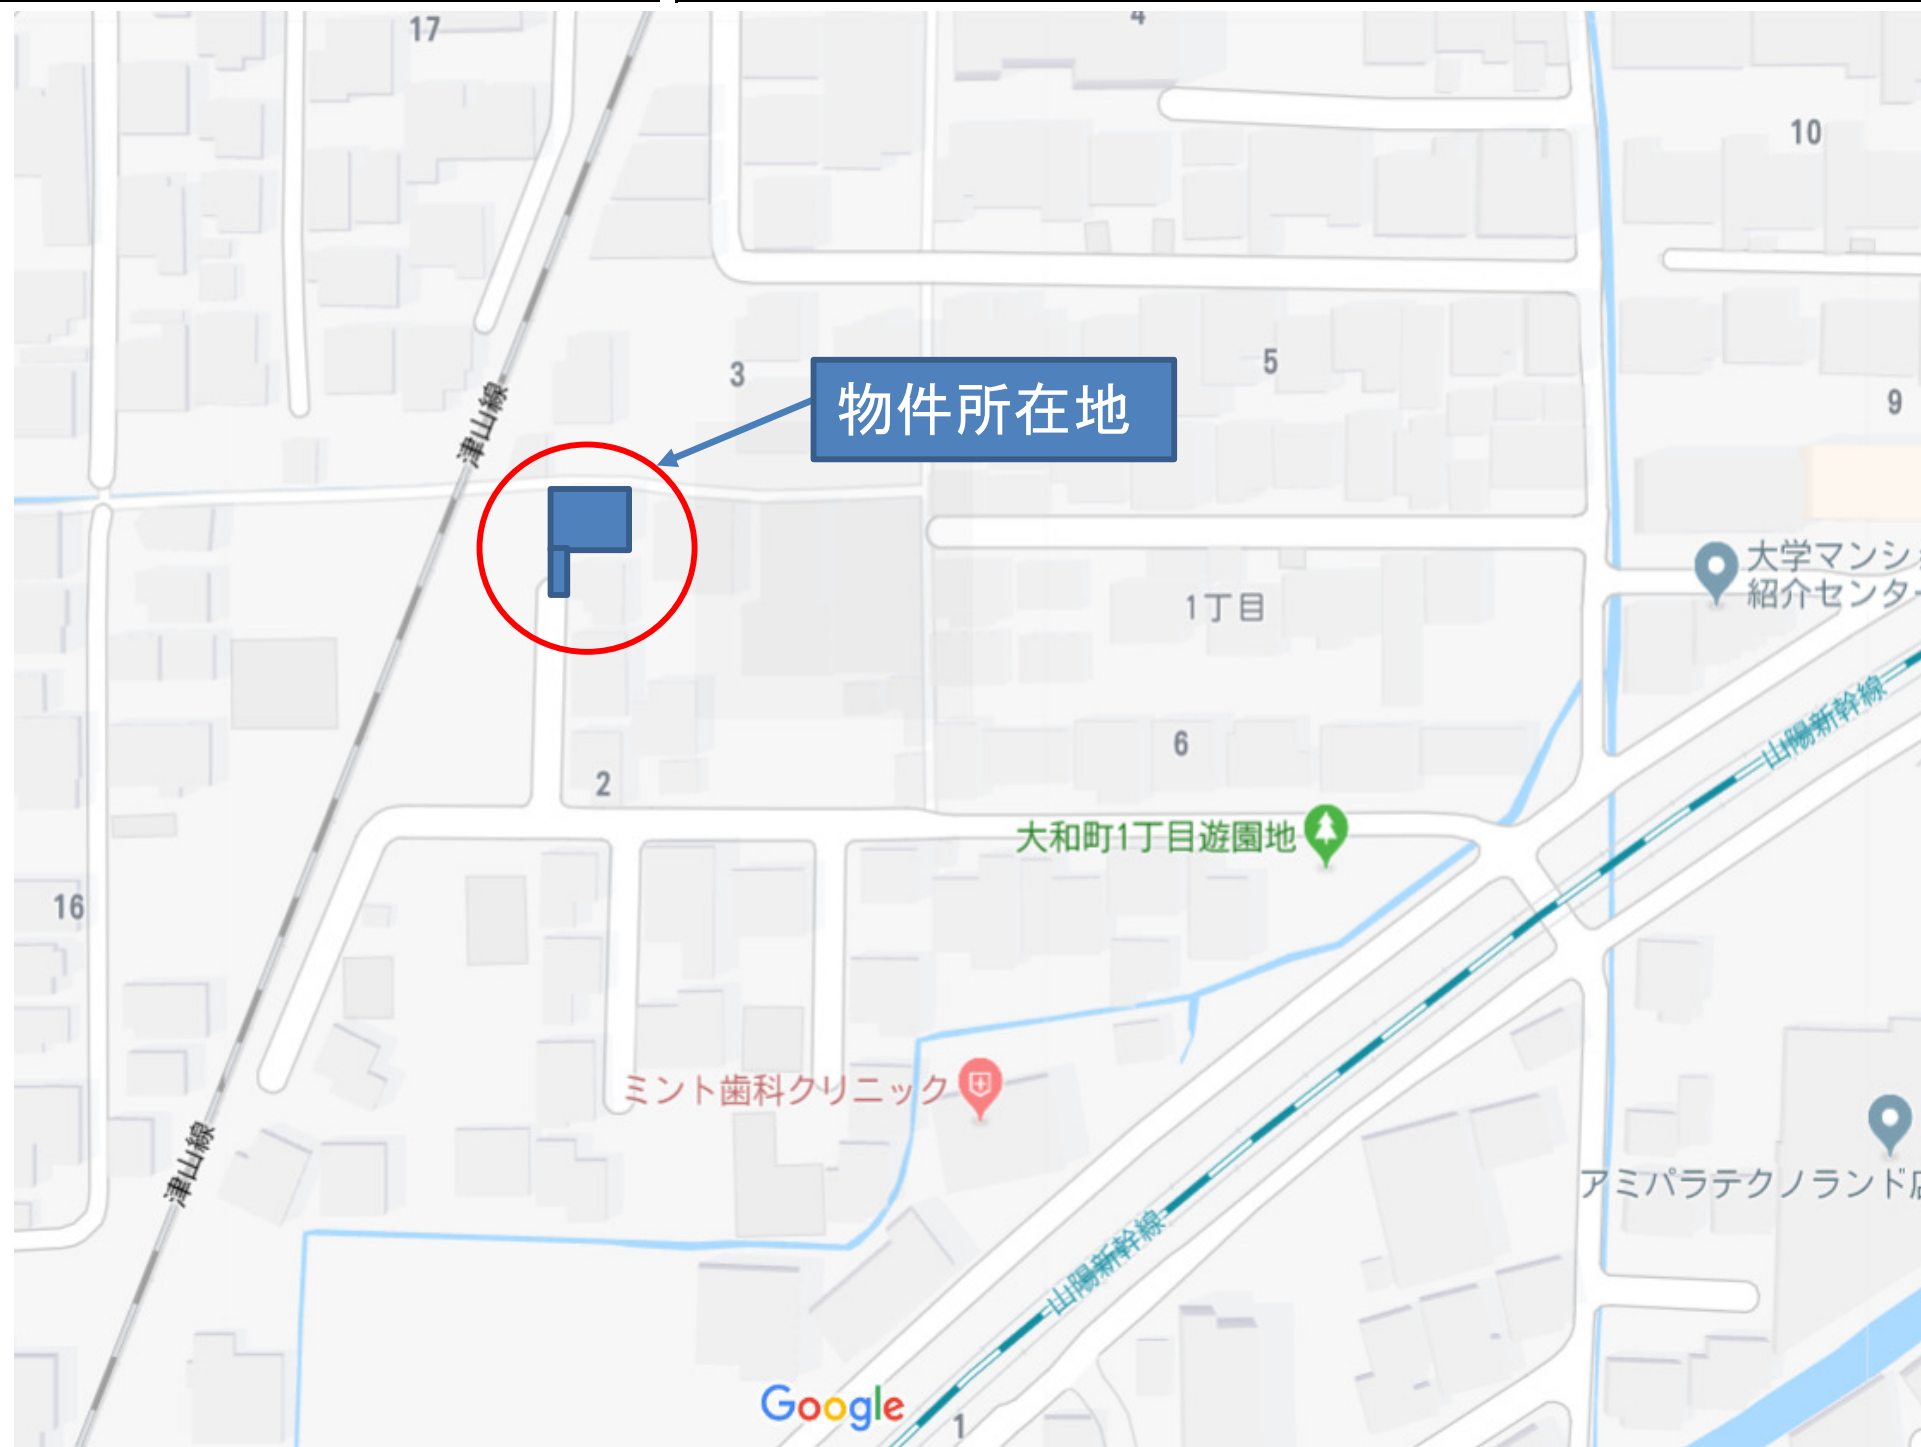 17
4
10
3
5
物件所在地
9
津山線
大学マンショ
紹介センター
1丁目
山陽新幹線
6
2
大和町1丁目遊園地
16
ミント歯科クリニック
津山線
アミパラテクノランド店
山陽新幹線
Google
1